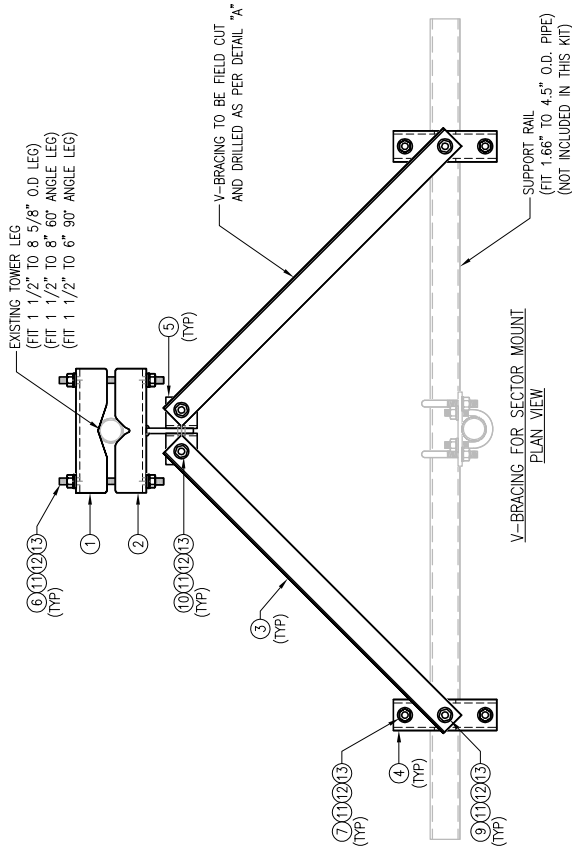 EXISTING TOWER LEG
(FIT 1 1/2" TO 8 5/8" O.D LEG)
(FIT 1 1/2" TO 8" 60° ANGLE LEG)
(FIT 1 1/2" TO 6" 90° ANGLE LEG)
6 11 12 13
(TYP)
1
2
5
(TYP)
10 11 12 13
(TYP)
3
(TYP)
V-BRACING TO BE FIELD CUT
AND DRILLED AS PER DETAIL "A"
7 11 12 13
(TYP)
4
(TYP)
9 11 12 13
(TYP)
SUPPORT RAIL
(FIT 1.66" TO 4.5" O.D. PIPE)
(NOT INCLUDED IN THIS KIT)
V-BRACING FOR SECTOR MOUNT
PLAN VIEW